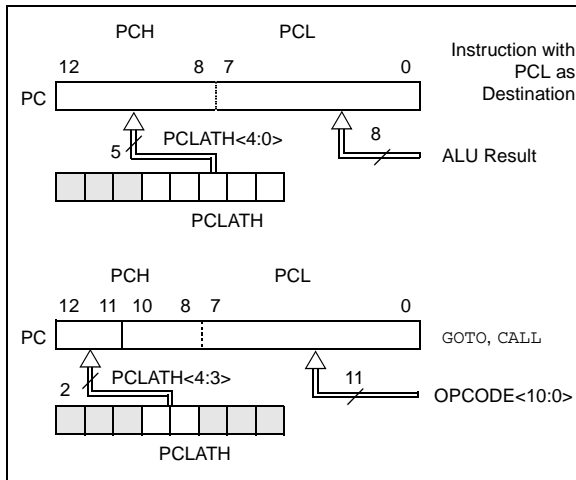 PCH PCL
12 8 7 0
Instruction with
PCL as
Destination
PC
PCLATH<4:0>
5
8
ALU Result
PCLATH
PCH PCL
12 11 10 8 7 0
PC
GOTO, CALL
PCLATH<4:3>
2
11
OPCODE<10:0>
PCLATH